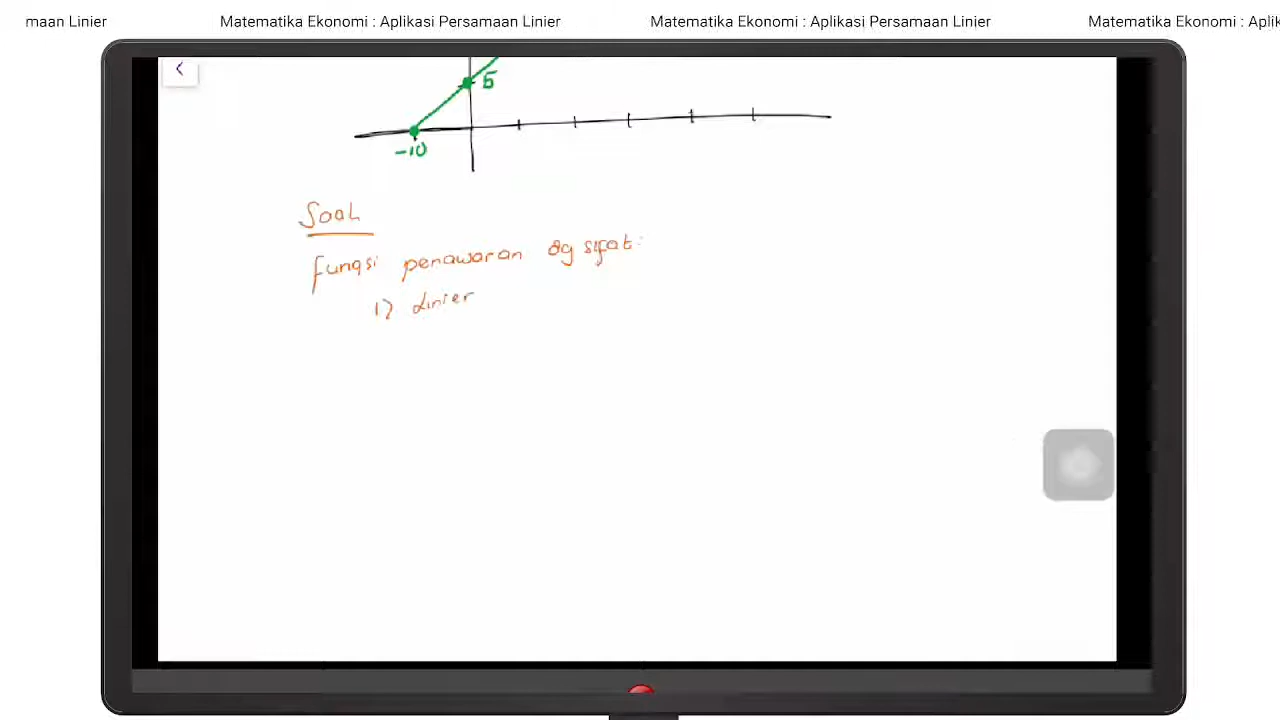 maan Linier Matematika Ekonomi : Aplikasi Persamaan Linier Matematika Ekonomi : Aplikasi Persamaan Linier Matematika Ekonomi : Aplik
5
-10
Soal
fungsi penawaran dg sifat:
1) Linier